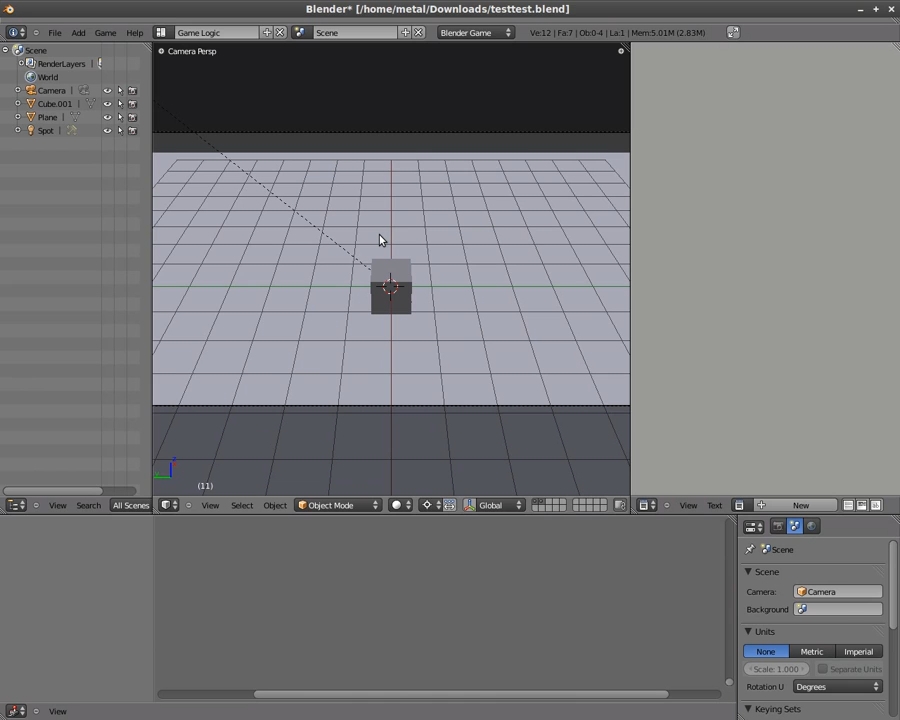 Blender* [/home/metal/Downloads/testtest.blend]
File Add Game Help Game Logic Scene Blender Game Ve:12 | Fa:7 | Ob:0-4 | La:1 | Mem:5.01M (2.83M)
Scene
RenderLayers |
World
Camera |
Cube.001 |
Plane |
Spot |
Camera Persp
(11)
View Search All Scenes
View Select Object Object Mode Global
View Text New
Scene
Scene
Camera: Camera
Background
Units
None Metric Imperial
Scale: 1.000 Separate Units
Rotation U Degrees
Keying Sets
View